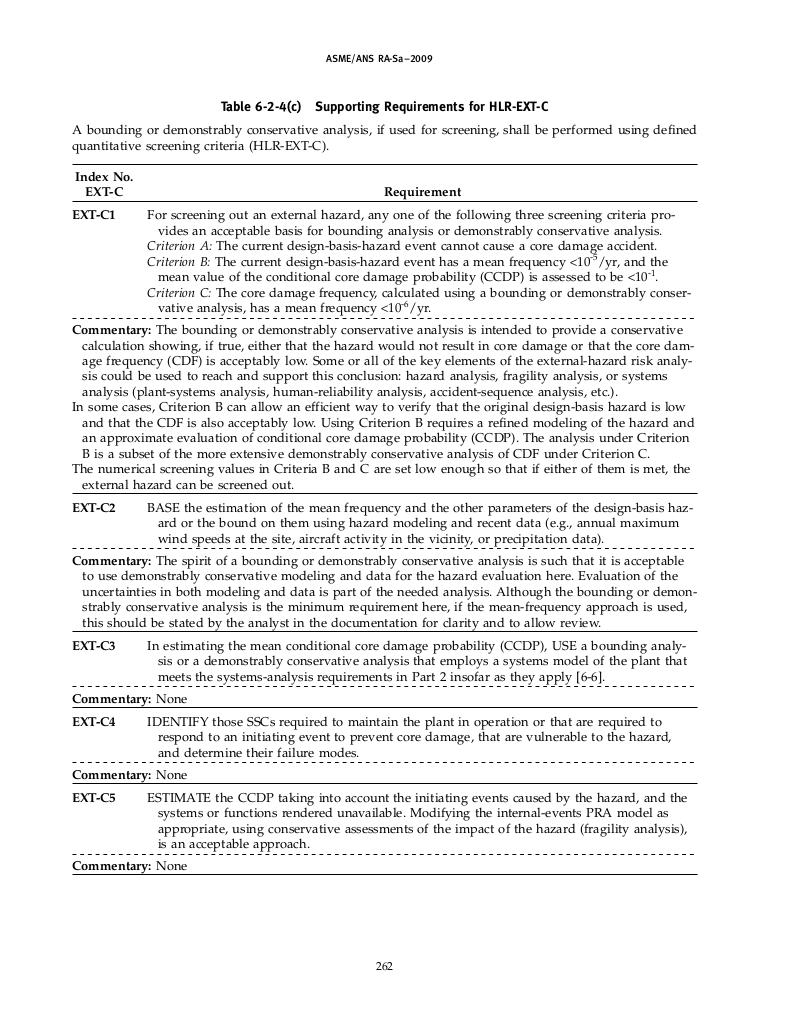 ASME/ANS RA-Sa–2009
Table 6-2-4(c) Supporting Requirements for HLR-EXT-C
A bounding or demonstrably conservative analysis, if used for screening, shall be performed using defined
quantitative screening criteria (HLR-EXT-C).
Index No.
EXT-C Requirement
EXT-C1 For screening out an external hazard, any one of the following three screening criteria pro-
vides an acceptable basis for bounding analysis or demonstrably conservative analysis.
Criterion A: The current design-basis-hazard event cannot cause a core damage accident.
Criterion B: The current design-basis-hazard event has a mean frequency <10⁻⁵/yr, and the
mean value of the conditional core damage probability (CCDP) is assessed to be <10⁻¹.
Criterion C: The core damage frequency, calculated using a bounding or demonstrably conser-
vative analysis, has a mean frequency <10⁻⁶/yr.
Commentary: The bounding or demonstrably conservative analysis is intended to provide a conservative
calculation showing, if true, either that the hazard would not result in core damage or that the core dam-
age frequency (CDF) is acceptably low. Some or all of the key elements of the external-hazard risk analy-
sis could be used to reach and support this conclusion: hazard analysis, fragility analysis, or systems
analysis (plant-systems analysis, human-reliability analysis, accident-sequence analysis, etc.).
In some cases, Criterion B can allow an efficient way to verify that the original design-basis hazard is low
and that the CDF is also acceptably low. Using Criterion B requires a refined modeling of the hazard and
an approximate evaluation of conditional core damage probability (CCDP). The analysis under Criterion
B is a subset of the more extensive demonstrably conservative analysis of CDF under Criterion C.
The numerical screening values in Criteria B and C are set low enough so that if either of them is met, the
external hazard can be screened out.
EXT-C2 BASE the estimation of the mean frequency and the other parameters of the design-basis haz-
ard or the bound on them using hazard modeling and recent data (e.g., annual maximum
wind speeds at the site, aircraft activity in the vicinity, or precipitation data).
Commentary: The spirit of a bounding or demonstrably conservative analysis is such that it is acceptable
to use demonstrably conservative modeling and data for the hazard evaluation here. Evaluation of the
uncertainties in both modeling and data is part of the needed analysis. Although the bounding or demon-
strably conservative analysis is the minimum requirement here, if the mean-frequency approach is used,
this should be stated by the analyst in the documentation for clarity and to allow review.
EXT-C3 In estimating the mean conditional core damage probability (CCDP), USE a bounding analy-
sis or a demonstrably conservative analysis that employs a systems model of the plant that
meets the systems-analysis requirements in Part 2 insofar as they apply [6-6].
Commentary: None
EXT-C4 IDENTIFY those SSCs required to maintain the plant in operation or that are required to
respond to an initiating event to prevent core damage, that are vulnerable to the hazard,
and determine their failure modes.
Commentary: None
EXT-C5 ESTIMATE the CCDP taking into account the initiating events caused by the hazard, and the
systems or functions rendered unavailable. Modifying the internal-events PRA model as
appropriate, using conservative assessments of the impact of the hazard (fragility analysis),
is an acceptable approach.
Commentary: None
262